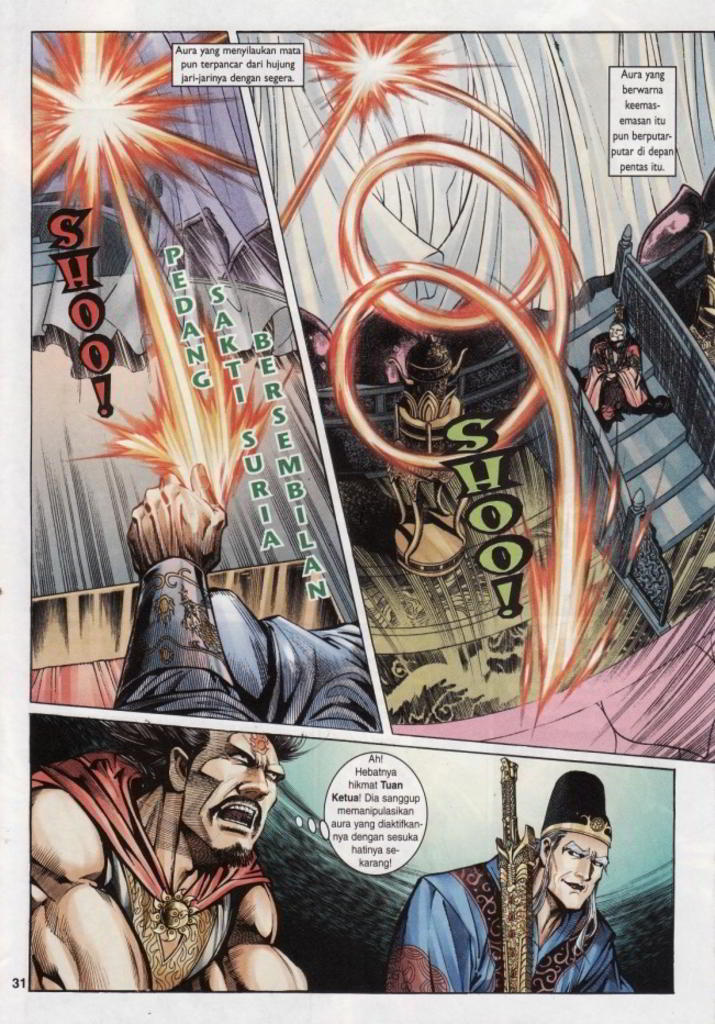 Aura yang menyilaukan mata
pun terpancar dari hujung
jari-jarinya dengan segera.
SHOO!
PEDANG
SAKTI
SURIA
BERSEMBILAN
Aura yang
berwarna
keemas-
emasan itu
pun berputar-
putar di depan
pentas itu.
SHOO!
Ah!
Hebatnya
hikmat Tuan
Ketua! Dia sanggup
memanipulasikan
aura yang diaktifkan-
nya dengan sesuka
hatinya se-
karang!
31